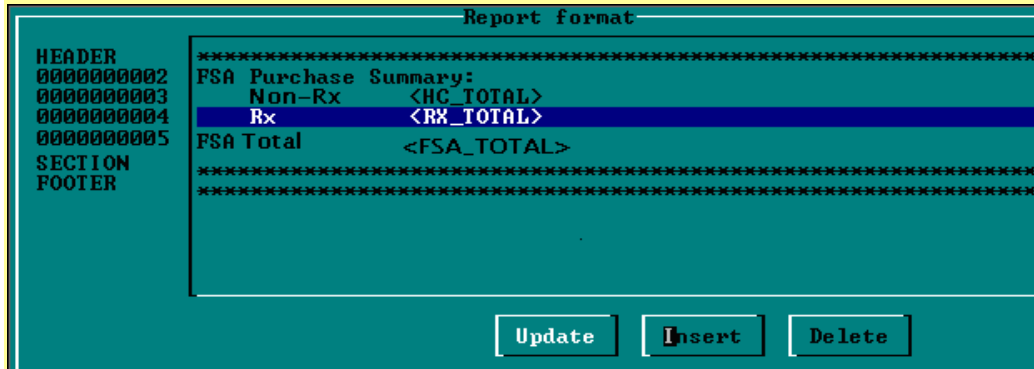 Report format
HEADER ******************************************************************
0000000002 FSA Purchase Summary:
0000000003 Non-Rx <HC_TOTAL>
0000000004 Rx <RX_TOTAL>
0000000005 FSA Total <FSA_TOTAL>
SECTION ******************************************************************
FOOTER ******************************************************************
Update Insert Delete